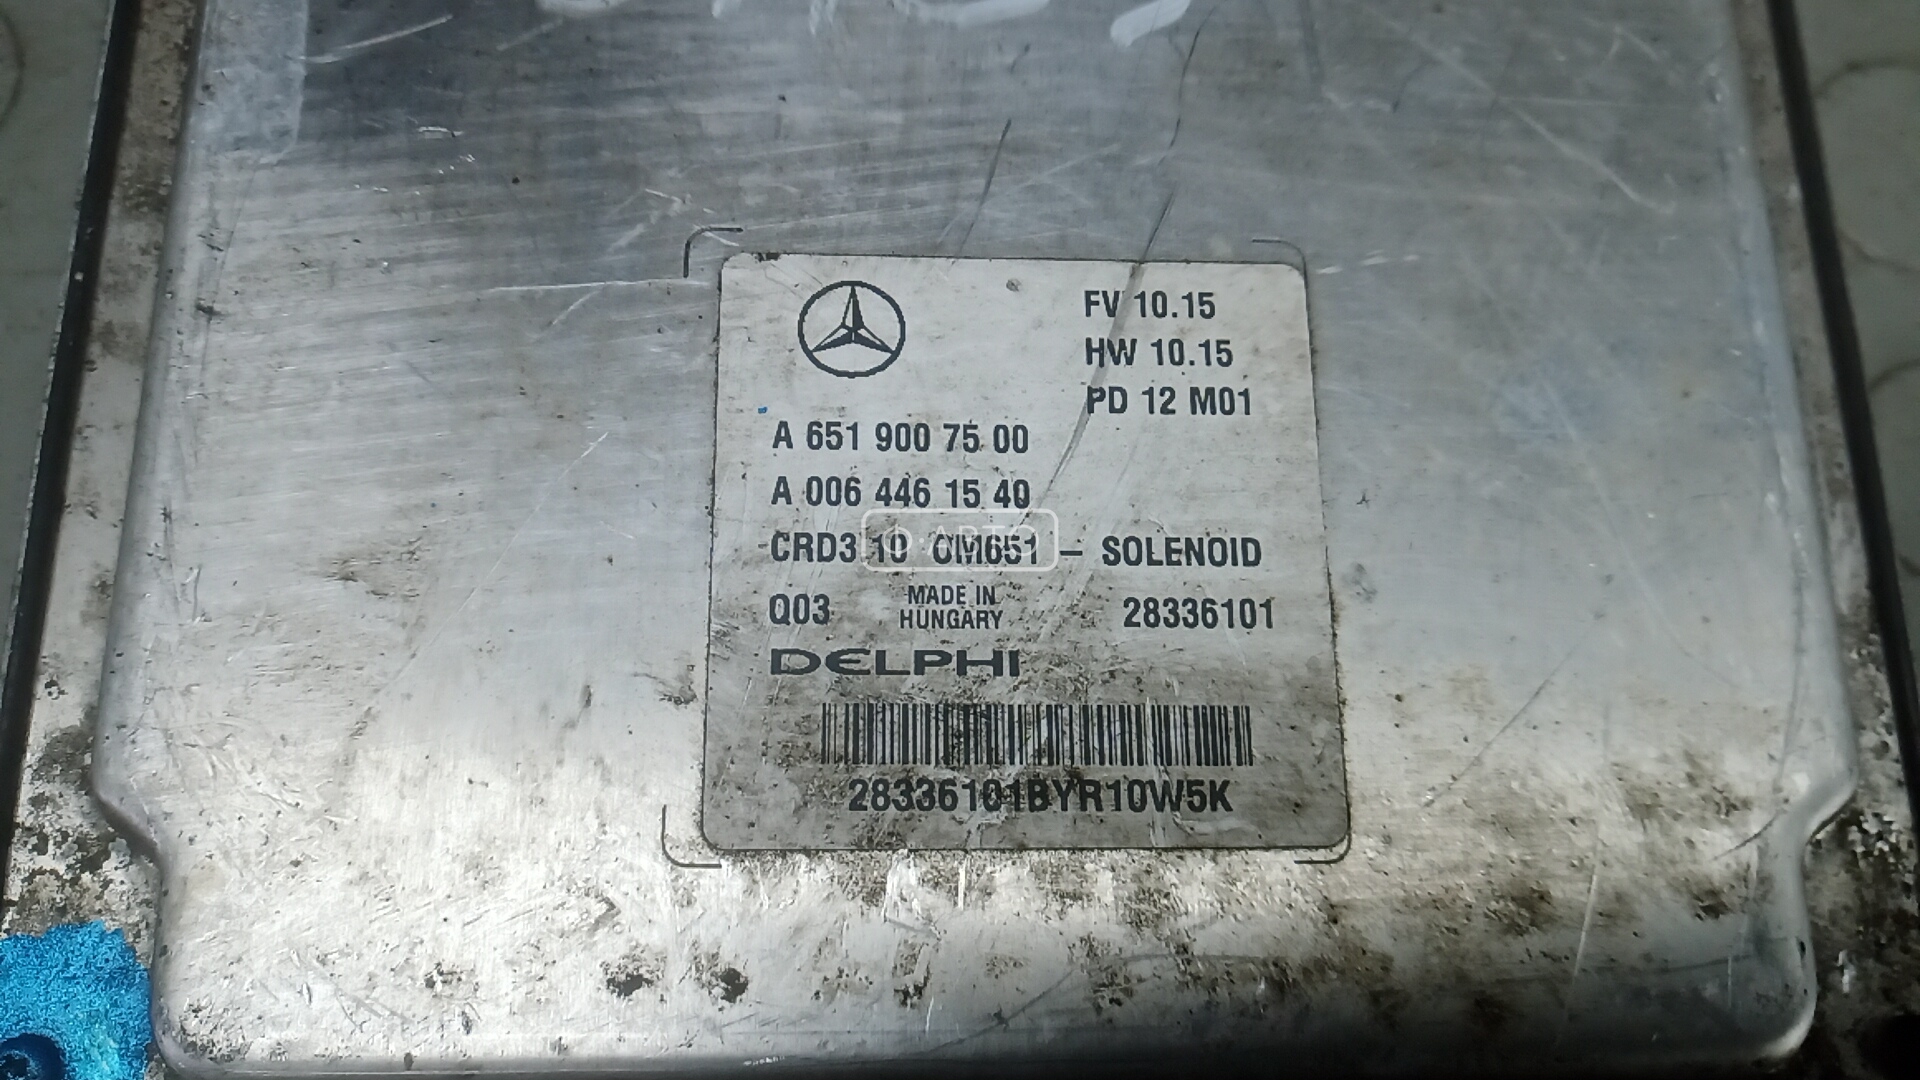 FV 10.15
HW 10.15
PD 12 M01
A 651 900 75 00
A 006 446 15 40
CRD3 10 OM651 - SOLENOID
Q03 MADE IN HUNGARY 28336101
DELPHI
28336101BYR10W5K